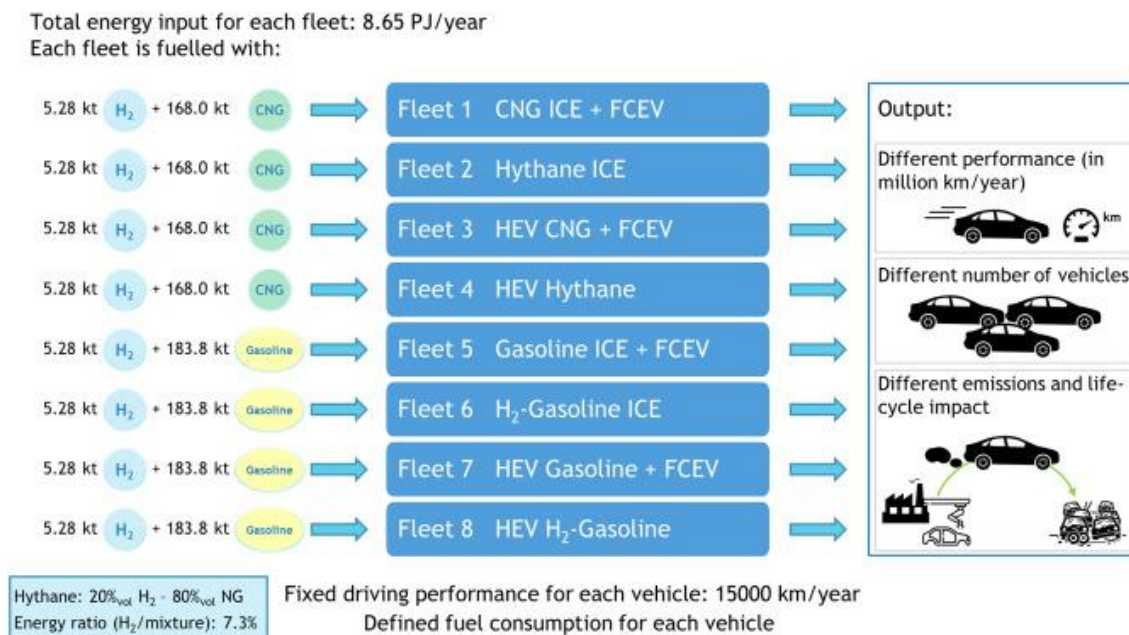 Total energy input for each fleet: 8.65 PJ/year
Each fleet is fuelled with:
5.28 kt H₂ + 168.0 kt CNG Fleet 1 CNG ICE + FCEV
5.28 kt H₂ + 168.0 kt CNG Fleet 2 Hythane ICE
5.28 kt H₂ + 168.0 kt CNG Fleet 3 HEV CNG + FCEV
5.28 kt H₂ + 168.0 kt CNG Fleet 4 HEV Hythane
5.28 kt H₂ + 183.8 kt Gasoline Fleet 5 Gasoline ICE + FCEV
5.28 kt H₂ + 183.8 kt Gasoline Fleet 6 H₂-Gasoline ICE
5.28 kt H₂ + 183.8 kt Gasoline Fleet 7 HEV Gasoline + FCEV
5.28 kt H₂ + 183.8 kt Gasoline Fleet 8 HEV H₂-Gasoline
Output:
Different performance (in
million km/year)
km
Different number of vehicles
Different emissions and life-
cycle impact
Hythane: 20%vol H₂ - 80%vol NG
Energy ratio (H₂/mixture): 7.3%
Fixed driving performance for each vehicle: 15000 km/year
Defined fuel consumption for each vehicle